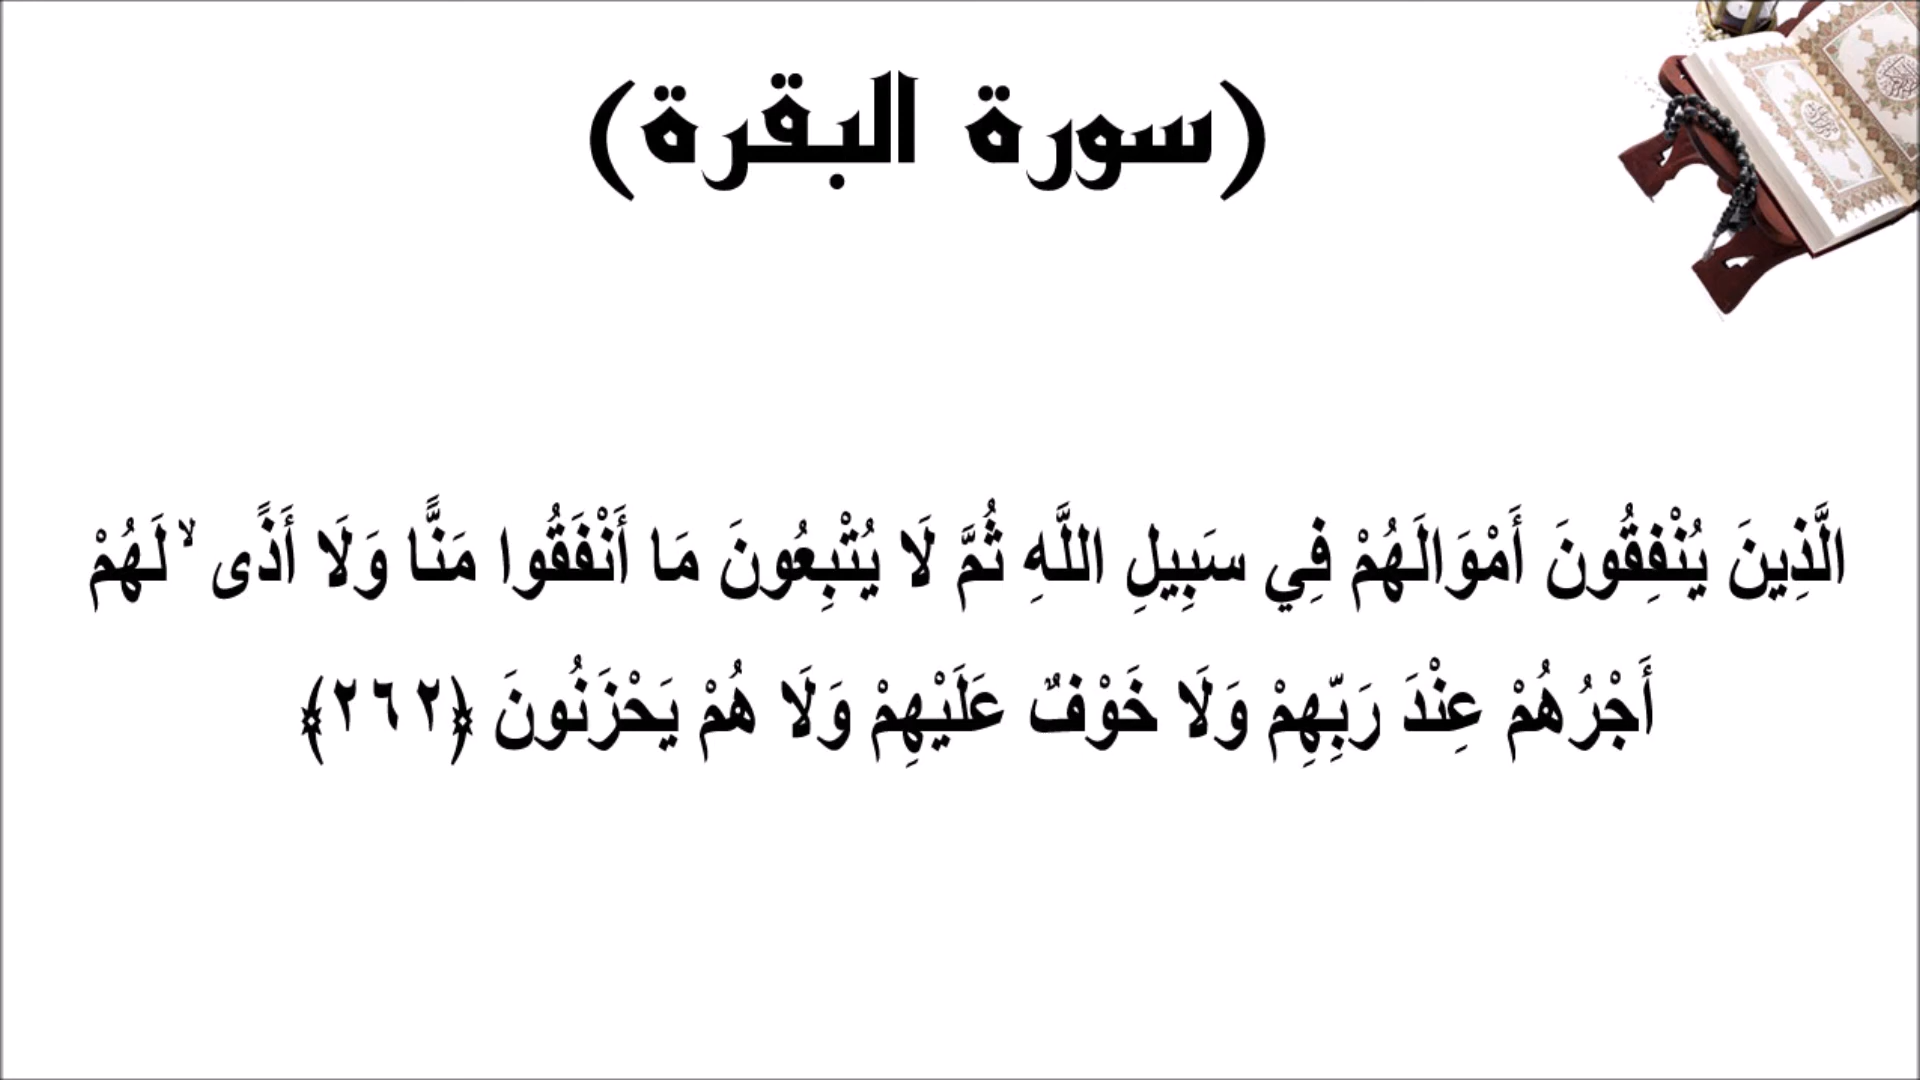 (سورة البقرة)
الَّذِينَ يُنْفِقُونَ أَمْوَالَهُمْ فِي سَبِيلِ اللَّهِ ثُمَّ لَا يُتْبِعُونَ مَا أَنْفَقُوا مَنًّا وَلَا أَذًى ۙ لَهُمْ
أَجْرُهُمْ عِنْدَ رَبِّهِمْ وَلَا خَوْفٌ عَلَيْهِمْ وَلَا هُمْ يَحْزَنُونَ ﴿٢٦٢﴾